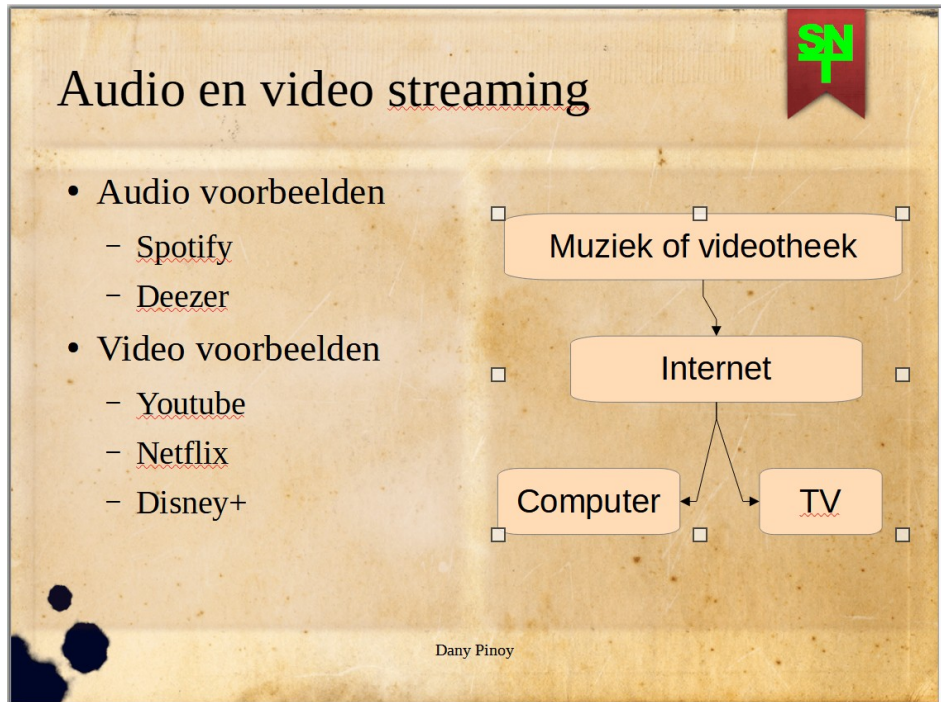 SNT
Audio en video streaming
• Audio voorbeelden
– Spotify
– Deezer
• Video voorbeelden
– Youtube
– Netflix
– Disney+
Muziek of videotheek
Internet
Computer
TV
Dany Pinoy